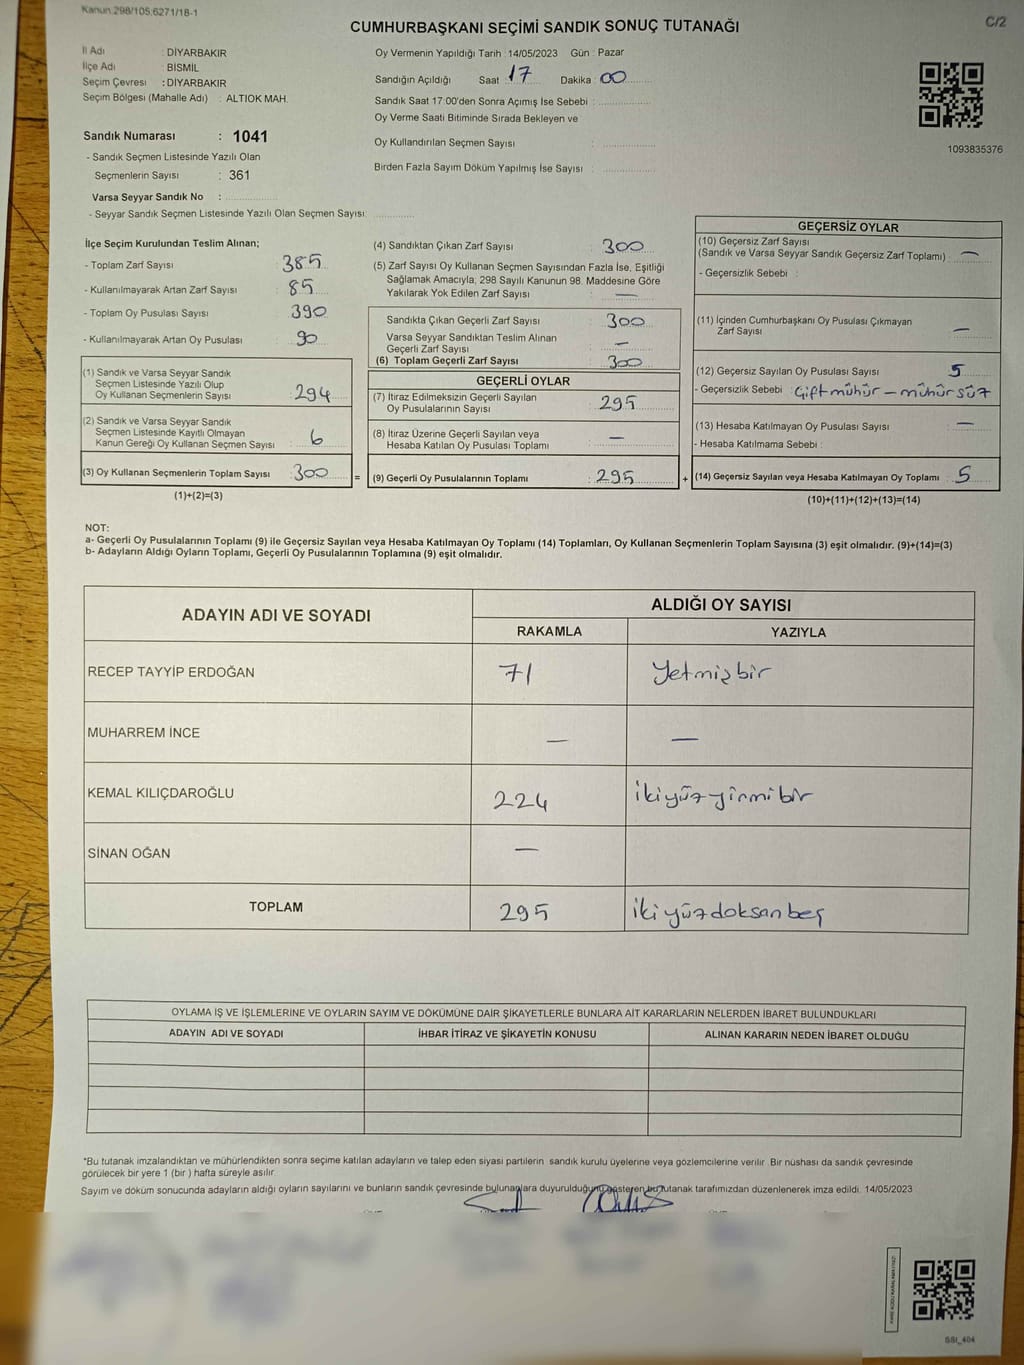 Kanun:298/105;6271/18-1
C/2
CUMHURBAŞKANI SEÇİMİ SANDIK SONUÇ TUTANAĞI
İl Adı : DİYARBAKIR
İlçe Adı : BİSMİL
Seçim Çevresi : DİYARBAKIR
Seçim Bölgesi (Mahalle Adı) : ALTIOK MAH.
Sandık Numarası : 1041
- Sandık Seçmen Listesinde Yazılı Olan
Seçmenlerin Sayısı : 361
Varsa Seyyar Sandık No :
- Seyyar Sandık Seçmen Listesinde Yazılı Olan Seçmen Sayısı:
Oy Vermenin Yapıldığı Tarih :14/05/2023 Gün : Pazar
Sandığın Açıldığı Saat 17 Dakika : 00
Sandık Saat 17:00'den Sonra Açımış İse Sebebi :
Oy Verme Saati Bitiminde Sırada Bekleyen ve
Oy Kullandırılan Seçmen Sayısı :
Birden Fazla Sayım Döküm Yapılmış İse Sayısı :
1093835376
İlçe Seçim Kurulundan Teslim Alınan;
- Toplam Zarf Sayısı : 385
- Kullanılmayarak Artan Zarf Sayısı : 85
- Toplam Oy Pusulası Sayısı : 390
- Kullanılmayarak Artan Oy Pusulası : 90
(1) Sandık ve Varsa Seyyar Sandık
Seçmen Listesinde Yazılı Olup
Oy Kullanan Seçmenlerin Sayısı : 294
(2) Sandık ve Varsa Seyyar Sandık
Seçmen Listesinde Kayıtlı Olmayan
Kanun Gereği Oy Kullanan Seçmen Sayısı : 6
(3) Oy Kullanan Seçmenlerin Toplam Sayısı : 300
(1)+(2)=(3)
(4) Sandıktan Çıkan Zarf Sayısı : 300
(5) Zarf Sayısı Oy Kullanan Seçmen Sayısından Fazla İse, Eşitliği
Sağlamak Amacıyla; 298 Sayılı Kanunun 98. Maddesine Göre
Yakılarak Yok Edilen Zarf Sayısı : —
Sandıkta Çıkan Geçerli Zarf Sayısı : 300
Varsa Seyyar Sandıktan Teslim Alınan
Geçerli Zarf Sayısı : —
(6) Toplam Geçerli Zarf Sayısı : 300
GEÇERLİ OYLAR
(7) İtiraz Edilmeksizin Geçerli Sayılan
Oy Pusulalarının Sayısı : 295
(8) İtiraz Üzerine Geçerli Sayılan veya
Hesaba Katılan Oy Pusulası Toplamı : —
= (9) Geçerli Oy Pusulalarının Toplamı : 295 +
GEÇERSİZ OYLAR
(10) Geçersiz Zarf Sayısı
(Sandık ve Varsa Seyyar Sandık Geçersiz Zarf Toplamı) : —
- Geçersizlik Sebebi :
(11) İçinden Cumhurbaşkanı Oy Pusulası Çıkmayan
Zarf Sayısı : —
(12) Geçersiz Sayılan Oy Pusulası Sayısı : 5
- Geçersizlik Sebebi : Çift mühür – mühürsüz
(13) Hesaba Katılmayan Oy Pusulası Sayısı : —
- Hesaba Katılmama Sebebi :
(14) Geçersiz Sayılan veya Hesaba Katılmayan Oy Toplamı : 5
(10)+(11)+(12)+(13)=(14)
NOT:
a- Geçerli Oy Pusulalarının Toplamı (9) ile Geçersiz Sayılan veya Hesaba Katılmayan Oy Toplamı (14) Toplamları, Oy Kullanan Seçmenlerin Toplam Sayısına (3) eşit olmalıdır. (9)+(14)=(3)
b- Adayların Aldığı Oyların Toplamı, Geçerli Oy Pusulalarının Toplamına (9) eşit olmalıdır.
ADAYIN ADI VE SOYADI ALDIĞI OY SAYISI
RAKAMLA YAZIYLA
RECEP TAYYİP ERDOĞAN 71 Yetmişbir
MUHARREM İNCE — —
KEMAL KILIÇDAROĞLU 224 ikiyüzyirmibir
SİNAN OĞAN —
TOPLAM 295 ikiyüzdoksanbeş
OYLAMA İŞ VE İŞLEMLERİNE VE OYLARIN SAYIM VE DÖKÜMÜNE DAİR ŞİKAYETLERLE BUNLARA AİT KARARLARIN NELERDEN İBARET BULUNDUKLARI
ADAYIN ADI VE SOYADI İHBAR İTİRAZ VE ŞİKAYETİN KONUSU ALINAN KARARIN NEDEN İBARET OLDUĞU
*Bu tutanak imzalandıktan ve mühürlendikten sonra seçime katılan adayların ve talep eden siyasi partilerin sandık kurulu üyelerine veya gözlemcilerine verilir. Bir nüshası da sandık çevresinde
görülecek bir yere 1 (bir ) hafta süreyle asılır.
Sayım ve döküm sonucunda adayların aldığı oyların sayılarını ve bunların sandık çevresinde bulunanlara duyurulduğunu gösteren bu tutanak tarafımızdan düzenlenerek imza edildi. 14/05/2023
SSI_404